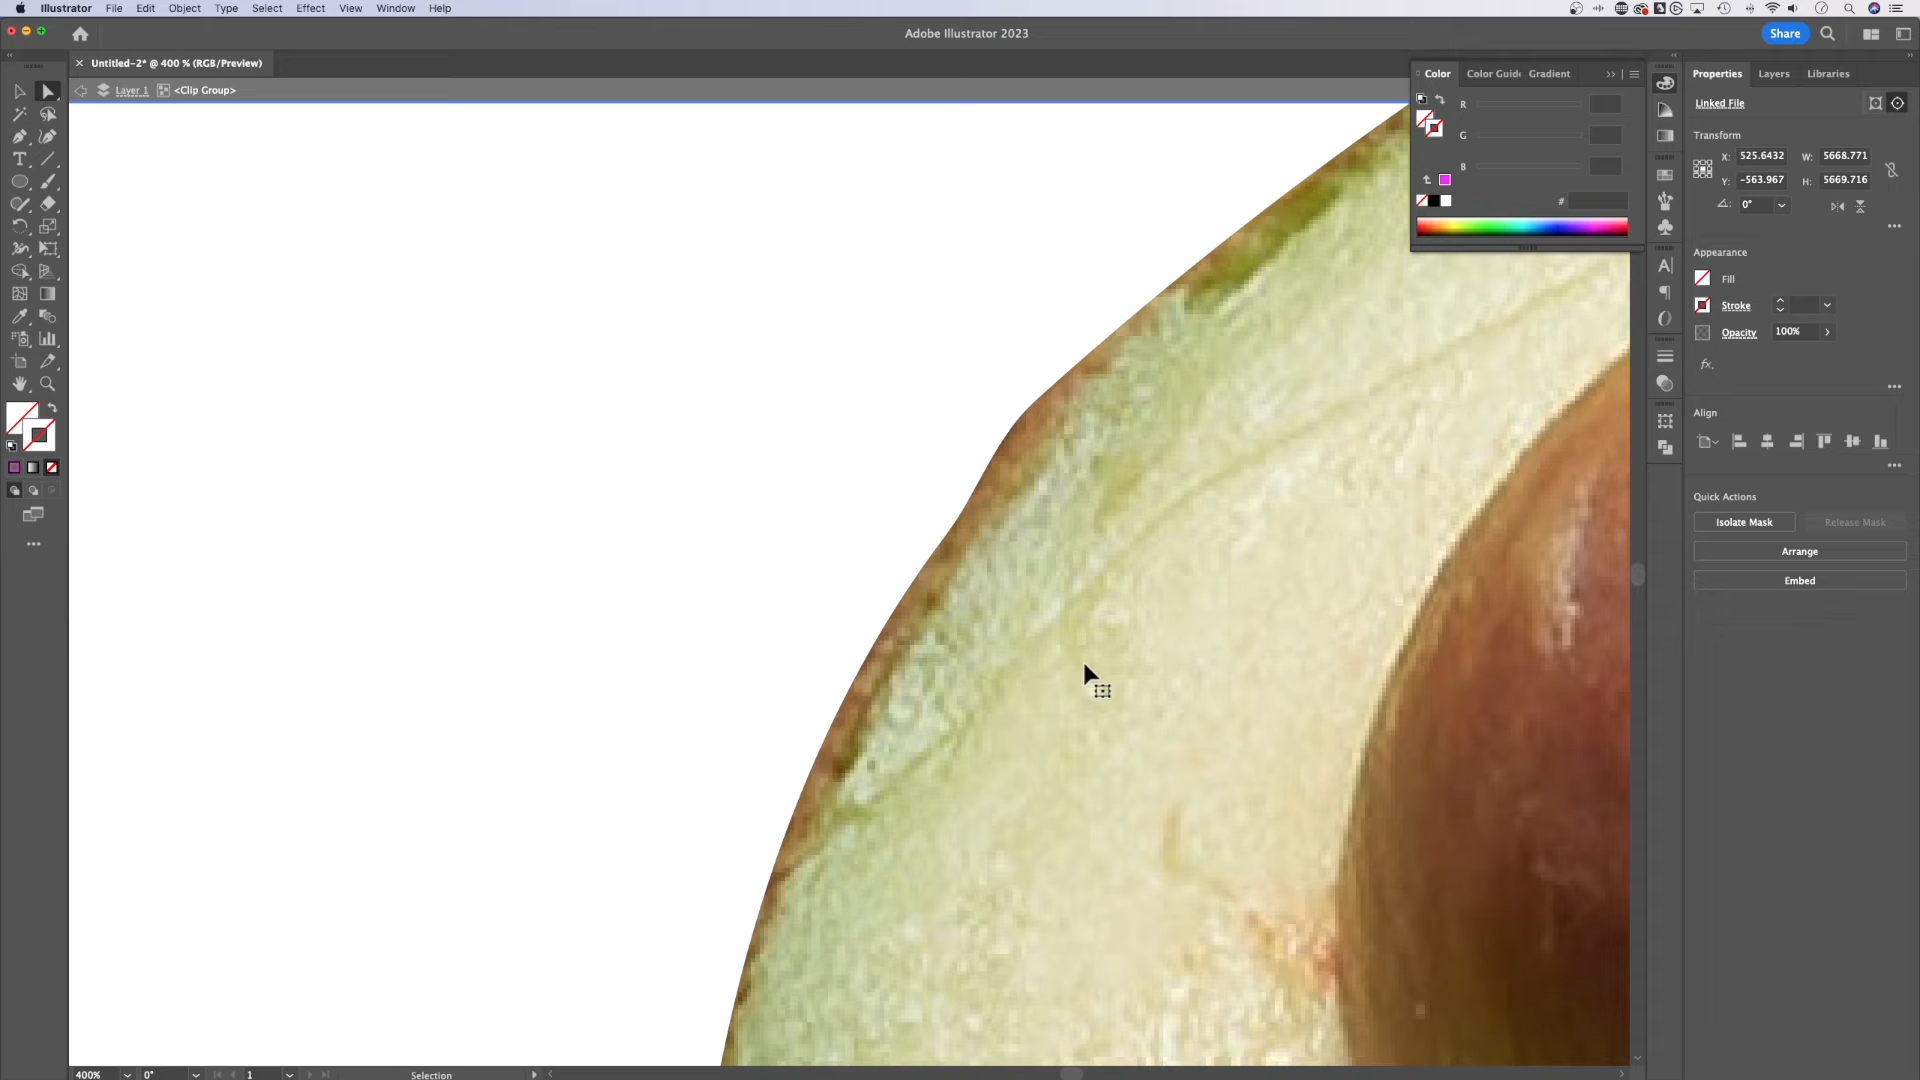 Illustrator File Edit Object Type Select Effect View Window Help
Adobe Illustrator 2023
Share
Untitled-2* @ 400 % (RGB/Preview)
Layer 1 <Clip Group>
Color Color Guide Gradient
R
G
B
#
Properties Layers Libraries
Linked File
Transform
X: 525.6432 W: 5668.771
Y: -563.967 H: 5669.716
0°
Appearance
Fill
Stroke
Opacity 100%
fx.
Align
Quick Actions
Isolate Mask Release Mask
Arrange
Embed
400% 0° 1 Selection